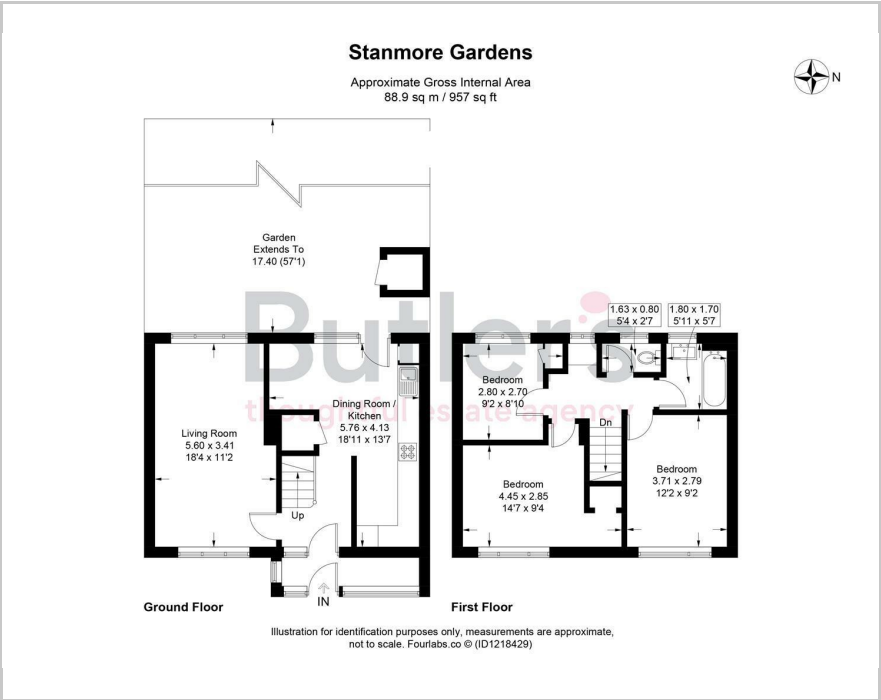 Stanmore Gardens
Approximate Gross Internal Area
88.9 sq m / 957 sq ft
N
Garden
Extends To
17.40 (57'1)
Butler's
thoughtful estate agency
Living Room
5.60 x 3.41
18'4 x 11'2
Dining Room /
Kitchen
5.76 x 4.13
18'11 x 13'7
Up
IN
Ground Floor
1.63 x 0.80
5'4 x 2'7
1.80 x 1.70
5'11 x 5'7
Bedroom
2.80 x 2.70
9'2 x 8'10
Dn
Bedroom
4.45 x 2.85
14'7 x 9'4
Bedroom
3.71 x 2.79
12'2 x 9'2
First Floor
Illustration for identification purposes only, measurements are approximate,
not to scale. Fourlabs.co © (ID1218429)